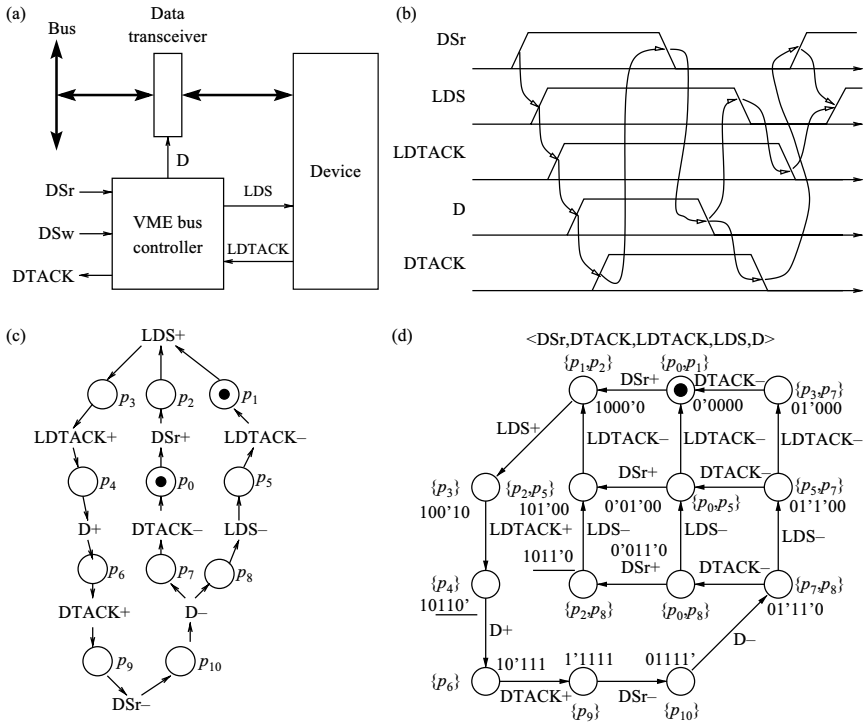 (a)
Bus
Data
transceiver
D
DSr
DSw
DTACK
VME bus
controller
LDS
LDTACK
Device
(b)
DSr
LDS
LDTACK
D
DTACK
(c)
LDS+
p3
p2
p1
LDTACK+
DSr+
LDTACK–
p4
p0
p5
D+
DTACK–
LDS–
p6
p7
p8
DTACK+
D–
p9
p10
DSr–
(d)
<DSr,DTACK,LDTACK,LDS,D>
{p1,p2}
{p0,p1}
DSr+
DTACK–
{p3,p7}
1000'0
0'0000
01'000
LDS+
LDTACK–
LDTACK–
LDTACK–
{p3}
100'10
{p2,p5}
101'00
DSr+
0'01'00
DTACK–
{p0,p5}
{p5,p7}
01'1'00
LDTACK+
LDS–
0'011'0
LDS–
LDS–
1011'0
DSr+
DTACK–
{p4}
10110'
{p2,p8}
{p0,p8}
{p7,p8}
01'11'0
D+
D–
10'111
1'1111
01111'
{p6}
DTACK+
{p9}
DSr–
{p10}